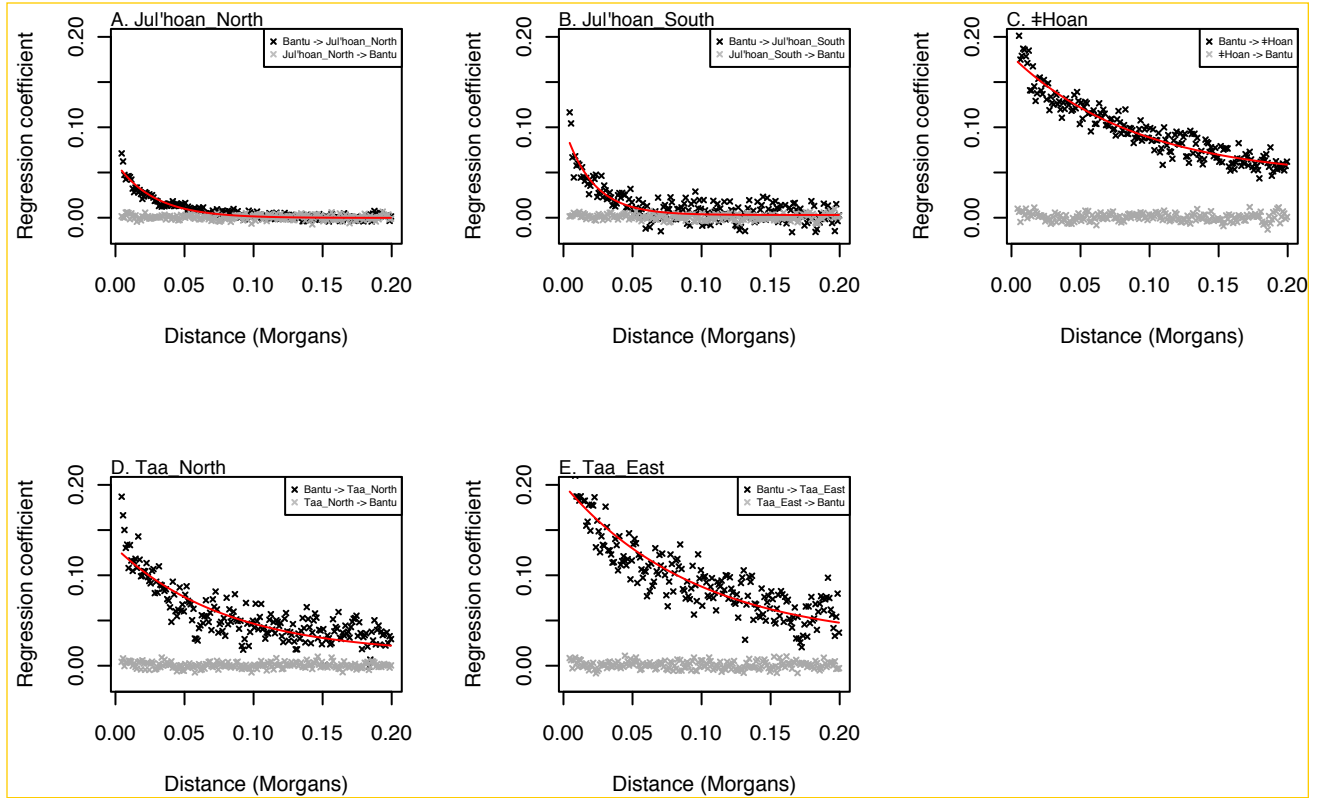 A. Jul'hoan_North
Regression coefficient
0.00 0.10 0.20
Bantu -> Jul'hoan_North
Jul'hoan_North -> Bantu
0.00 0.05 0.10 0.15 0.20
Distance (Morgans)
B. Jul'hoan_South
Regression coefficient
0.00 0.10 0.20
Bantu -> Jul'hoan_South
Jul'hoan_South -> Bantu
0.00 0.05 0.10 0.15 0.20
Distance (Morgans)
C. ǂHoan
Regression coefficient
0.00 0.10 0.20
Bantu -> ǂHoan
ǂHoan -> Bantu
0.00 0.05 0.10 0.15 0.20
Distance (Morgans)
D. Taa_North
Regression coefficient
0.00 0.10 0.20
Bantu -> Taa_North
Taa_North -> Bantu
0.00 0.05 0.10 0.15 0.20
Distance (Morgans)
E. Taa_East
Regression coefficient
0.00 0.10 0.20
Bantu -> Taa_East
Taa_East -> Bantu
0.00 0.05 0.10 0.15 0.20
Distance (Morgans)